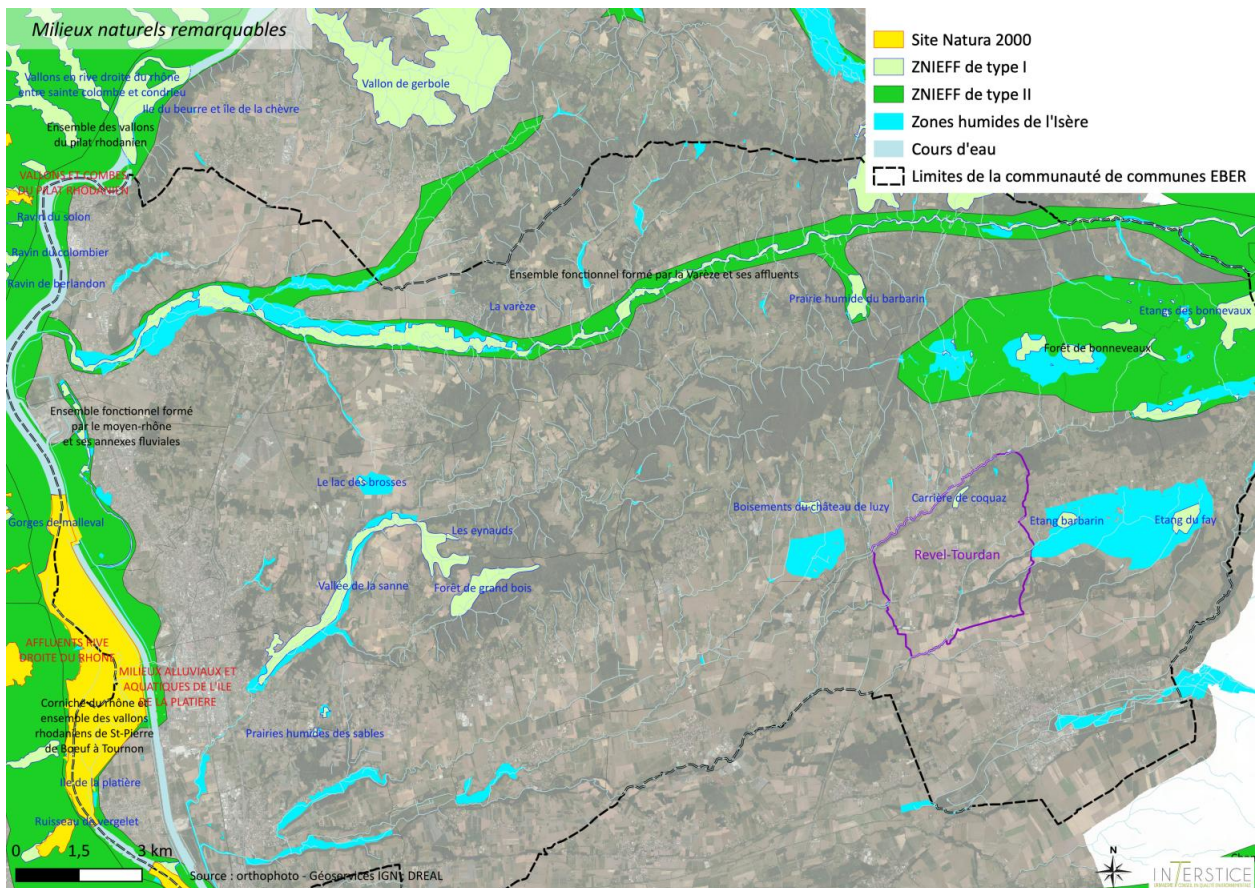 Milieux naturels remarquables
Site Natura 2000
ZNIEFF de type I
ZNIEFF de type II
Zones humides de l'Isère
Cours d'eau
Limites de la communauté de communes EBER
Vallons en rive droite du rhône
entre sainte colombe et condrieu
Ile du beurre et île de la chèvre
Vallon de gerbole
Ensemble des vallons
du pilat rhodanien
VALLONS ET COMBES
DU PILAT RHODANIEN
Ravin du solon
Ravin du colombier
Ravin de berlandon
Ensemble fonctionnel formé par la Varèze et ses affluents
La varèze
Prairie humide du barbarin
Etangs des bonnevaux
Forêt de bonneveaux
Ensemble fonctionnel formé
par le moyen-rhône
et ses annexes fluviales
Le lac des brosses
Boisements du château de luzy
Carrière de coquaz
Gorges de malleval
Les eynauds
Etang barbarin
Etang du fay
Revel-Tourdan
Vallée de la sanne
Forêt de grand bois
AFFLUENTS RIVE
DROITE DU RHÔNE
MILIEUX ALLUVIAUX ET
AQUATIQUES DE L'ILE
DE LA PLATIERE
Corniche du rhône et
ensemble des vallons
rhodaniens de St-Pierre
de Bœuf à Tournon
Prairies humides des sables
Ile de la platière
Ruisseau de vergelet
0 1,5 3 km
Source : orthophoto - Géoservices IGN, DREAL
N
INTERSTICE